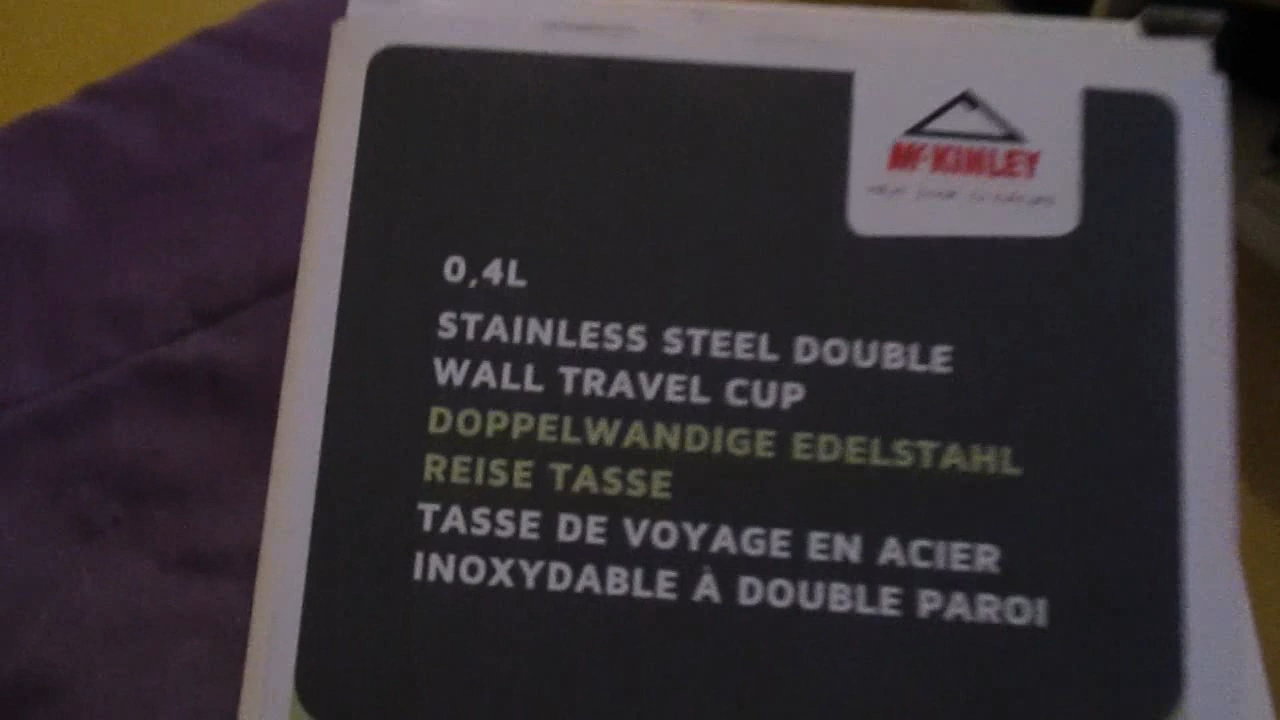 McKINLEY
0,4L
STAINLESS STEEL DOUBLE
WALL TRAVEL CUP
DOPPELWANDIGE EDELSTAHL
REISE TASSE
TASSE DE VOYAGE EN ACIER
INOXYDABLE À DOUBLE PAROI